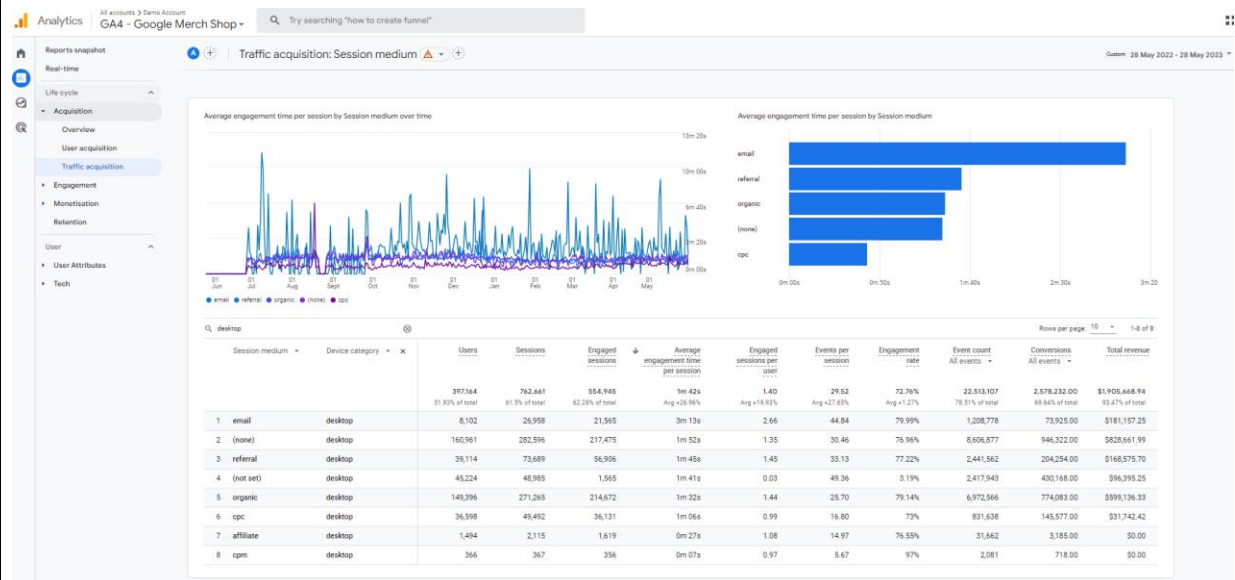 Analytics
All accounts > Demo Account
GA4 - Google Merch Shop
Try searching "how to create funnel"
Reports snapshot
Real-time
Life cycle
Acquisition
Overview
User acquisition
Traffic acquisition
Engagement
Monetisation
Retention
User
User Attributes
Tech
A
Traffic acquisition: Session medium
Custom 28 May 2022 - 28 May 2023
Average engagement time per session by Session medium over time
13m 20s
10m 00s
6m 40s
3m 20s
0m 00s
01 Jun
01 Jul
01 Aug
01 Sept
01 Oct
01 Nov
01 Dec
01 Jan
01 Feb
01 Mar
01 Apr
01 May
email referral organic (none) cpc
Average engagement time per session by Session medium
email
referral
organic
(none)
cpc
0m 00s 0m 50s 1m 40s 2m 30s 3m 20
desktop
Rows per page: 10 1-8 of 8
Session medium Device category Users Sessions Engaged sessions Average engagement time per session Engaged sessions per user Events per session Engagement rate Event count All events Conversions All events Total revenue
397,164 762,661 554,945 1m 42s 1.40 29.52 72.76% 22,513,107 2,578,232.00 $1,905,668.94
51.93% of total 61.5% of total 62.28% of total Avg +26.96% Avg +19.93% Avg +27.65% Avg +1.27% 78.51% of total 69.64% of total 93.47% of total
1 email desktop 8,102 26,958 21,565 3m 13s 2.66 44.84 79.99% 1,208,778 73,925.00 $181,157.25
2 (none) desktop 160,961 282,596 217,475 1m 52s 1.35 30.46 76.96% 8,606,877 946,322.00 $828,661.99
3 referral desktop 39,114 73,689 56,906 1m 45s 1.45 33.13 77.22% 2,441,562 204,254.00 $168,575.70
4 (not set) desktop 45,224 48,985 1,565 1m 41s 0.03 49.36 3.19% 2,417,943 430,168.00 $96,395.25
5 organic desktop 149,396 271,265 214,672 1m 32s 1.44 25.70 79.14% 6,972,566 774,083.00 $599,136.33
6 cpc desktop 36,598 49,492 36,131 1m 06s 0.99 16.80 73% 831,638 145,577.00 $31,742.42
7 affiliate desktop 1,494 2,115 1,619 0m 27s 1.08 14.97 76.55% 31,662 3,185.00 $0.00
8 cpm desktop 366 367 356 0m 07s 0.97 5.67 97% 2,081 718.00 $0.00